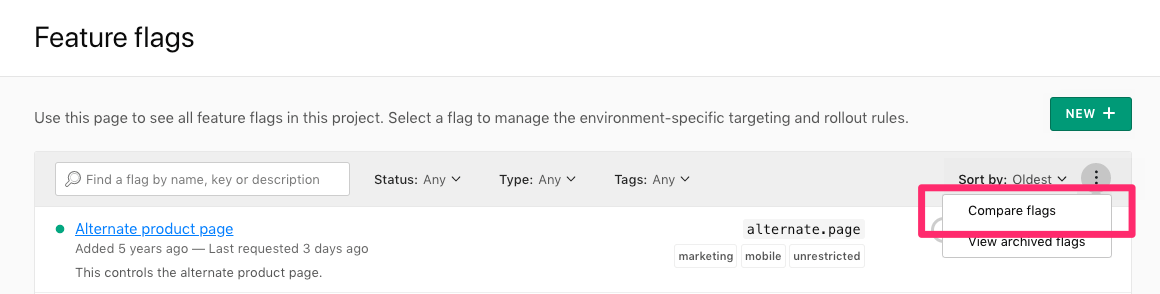 Feature flags
Use this page to see all feature flags in this project. Select a flag to manage the environment-specific targeting and rollout rules.
NEW +
Find a flag by name, key or description
Status: Any
Type: Any
Tags: Any
Sort by: Oldest
Compare flags
View archived flags
Alternate product page
alternate.page
Added 5 years ago — Last requested 3 days ago
marketing mobile unrestricted
This controls the alternate product page.